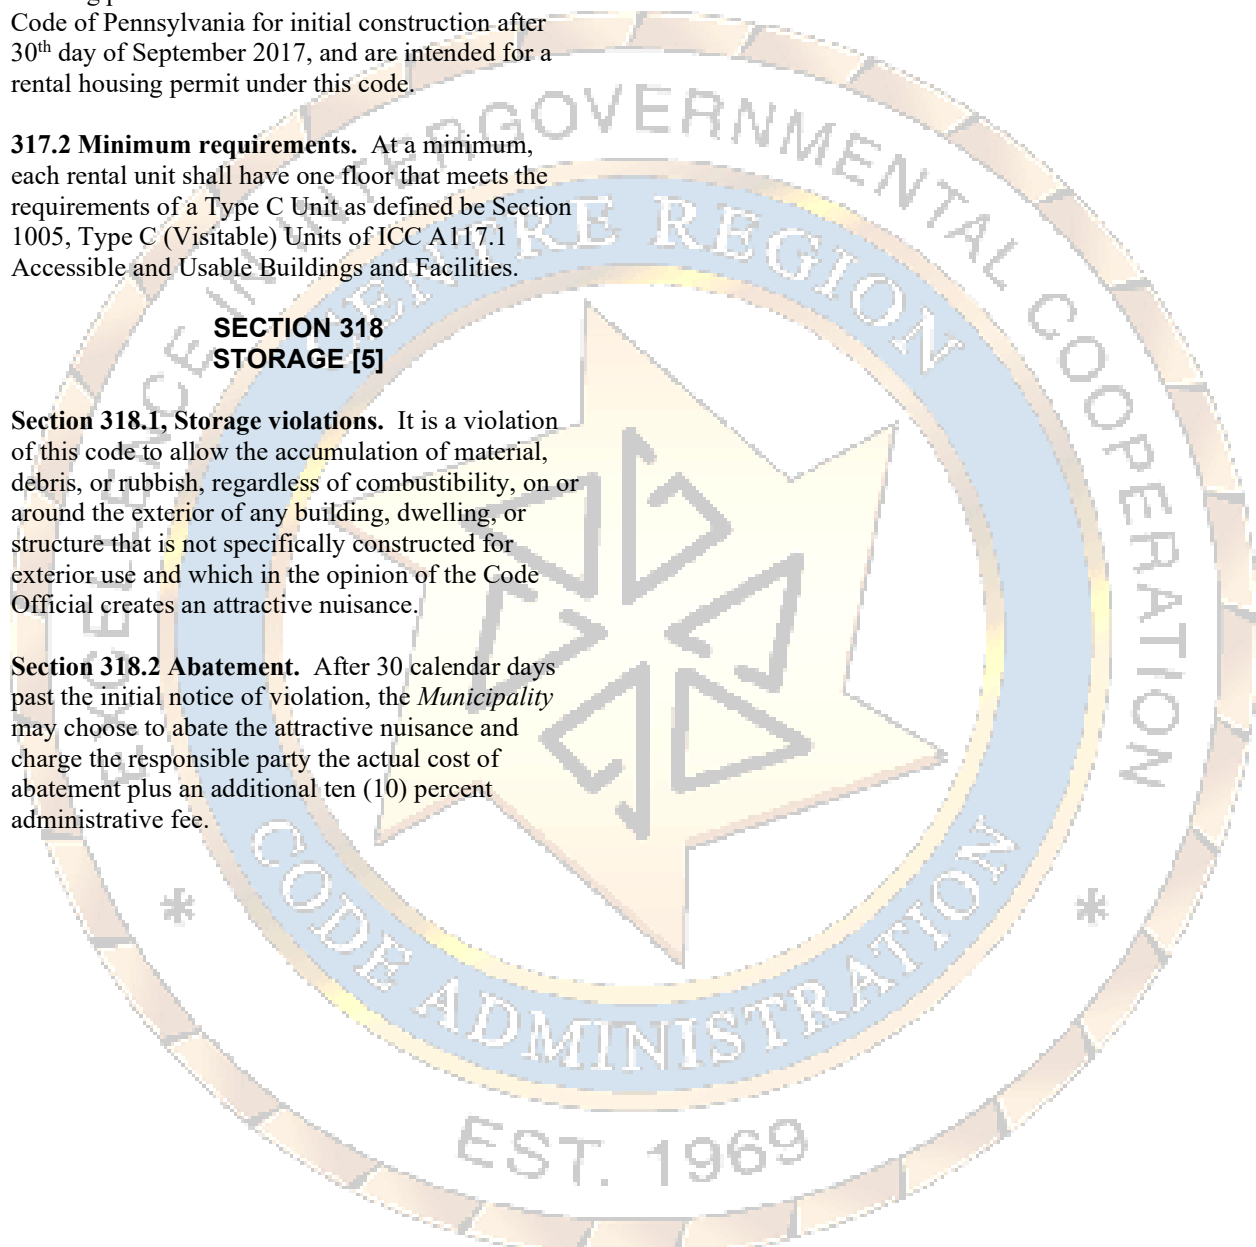 Code of Pennsylvania for initial construction after
30th day of September 2017, and are intended for a
rental housing permit under this code.
317.2 Minimum requirements. At a minimum,
each rental unit shall have one floor that meets the
requirements of a Type C Unit as defined be Section
1005, Type C (Visitable) Units of ICC A117.1
Accessible and Usable Buildings and Facilities.
SECTION 318
STORAGE [5]
Section 318.1, Storage violations. It is a violation
of this code to allow the accumulation of material,
debris, or rubbish, regardless of combustibility, on or
around the exterior of any building, dwelling, or
structure that is not specifically constructed for
exterior use and which in the opinion of the Code
Official creates an attractive nuisance.
Section 318.2 Abatement. After 30 calendar days
past the initial notice of violation, the Municipality
may choose to abate the attractive nuisance and
charge the responsible party the actual cost of
abatement plus an additional ten (10) percent
administrative fee.
EXCELLENCE IN INTERGOVERNMENTAL COOPERATION
CENTRE REGION
* CODE ADMINISTRATION *
EST. 1969